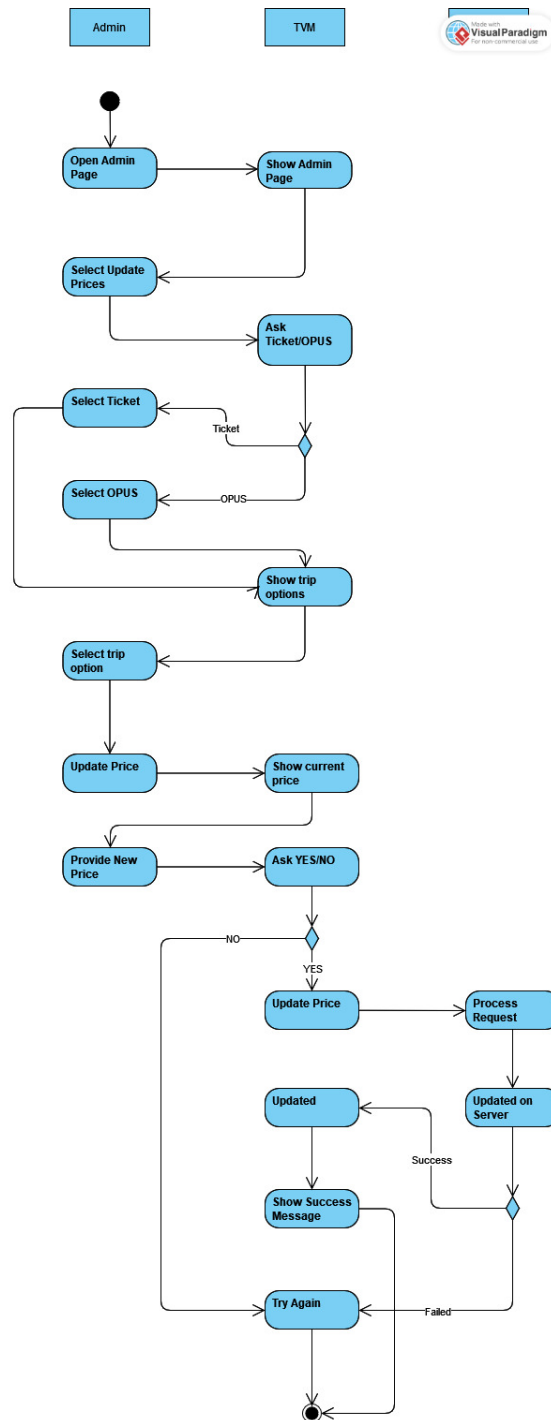 Admin
TVM
Made with
Visual Paradigm
For non-commercial use
Open Admin
Page
Show Admin
Page
Select Update
Prices
Ask
Ticket/OPUS
Select Ticket
Ticket
Select OPUS
OPUS
Show trip
options
Select trip
option
Update Price
Show current
price
Provide New
Price
Ask YES/NO
NO
YES
Update Price
Process
Request
Updated
Updated on
Server
Success
Show Success
Message
Try Again
Failed